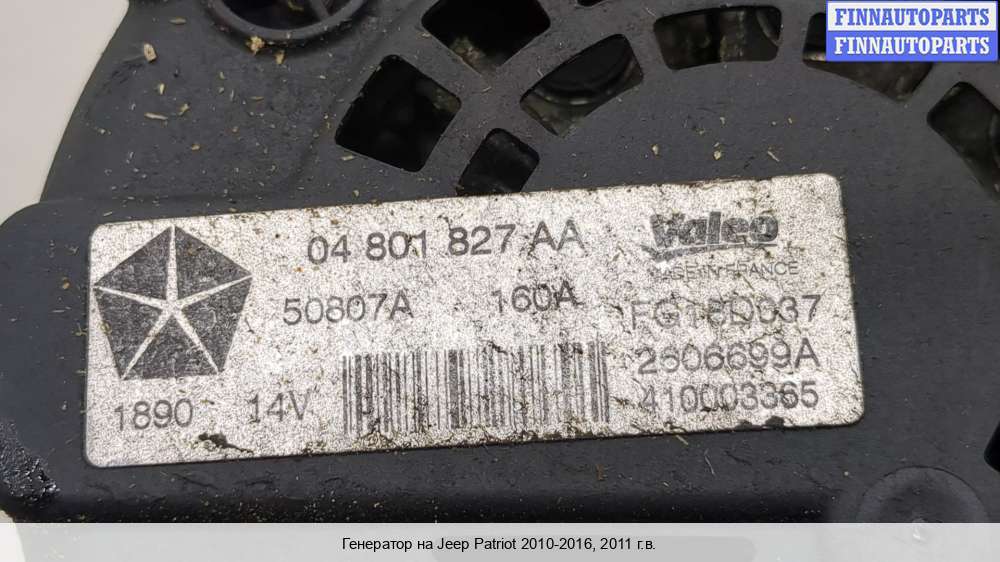 FINNAUTOPARTS
FINNAUTOPARTS
04 801 827 AA
Valeo
MADE IN FRANCE
50807A 160A FG18D037
2606699A
1890 14V 410003365
Генератор на Jeep Patriot 2010-2016, 2011 г.в.